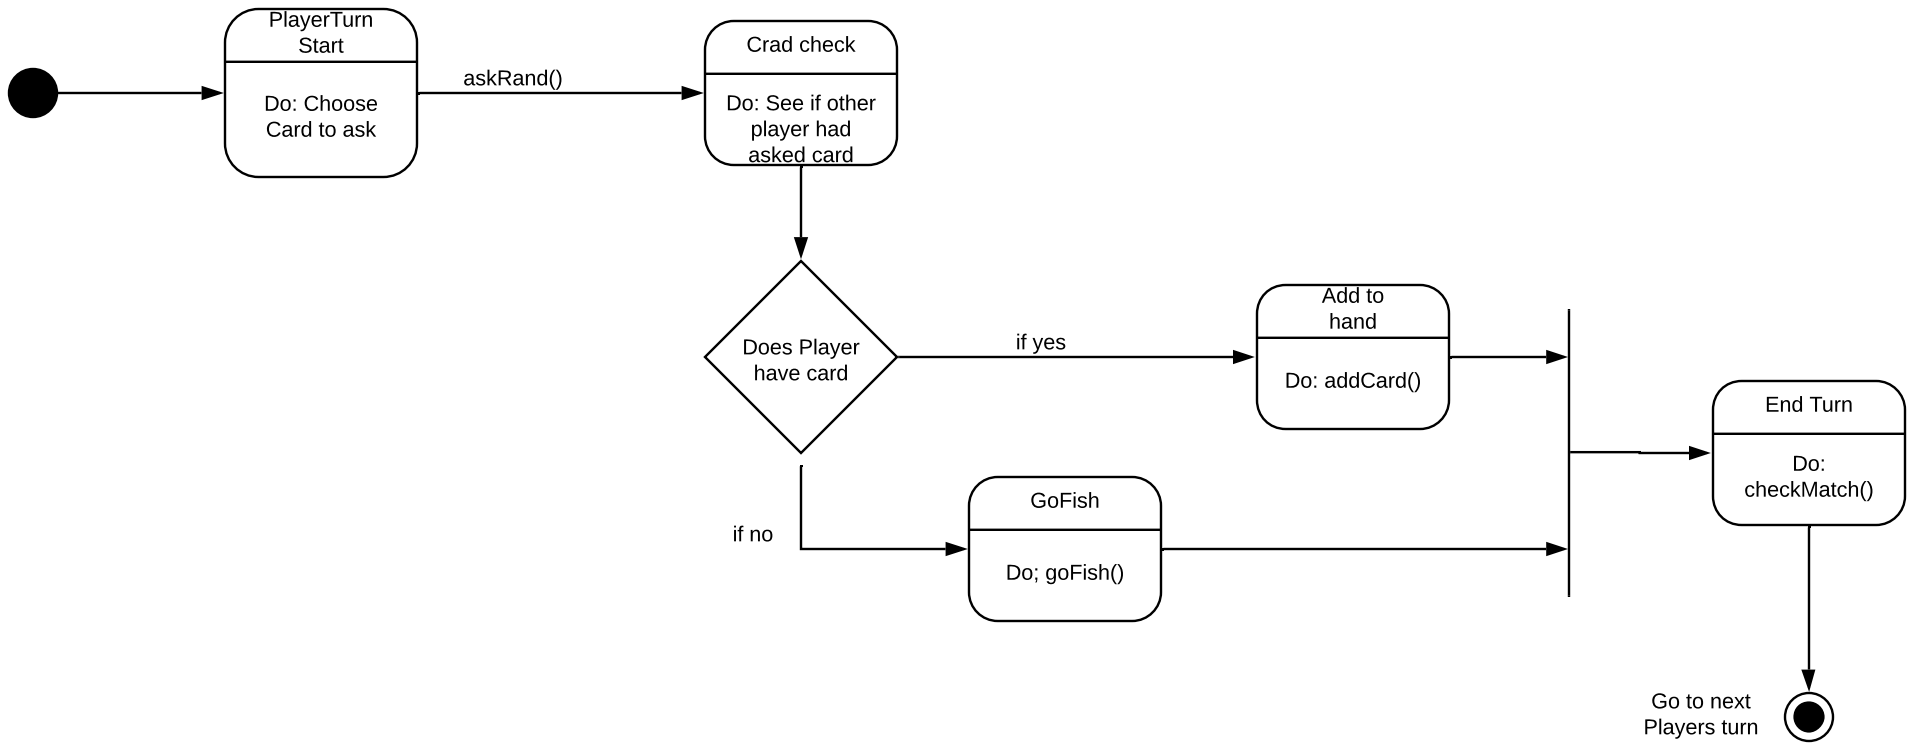 PlayerTurn
Start
Do: Choose
Card to ask
askRand()
Crad check
Do: See if other
player had
asked card
Does Player
have card
if yes
Add to
hand
Do: addCard()
if no
GoFish
Do; goFish()
End Turn
Do:
checkMatch()
Go to next
Players turn